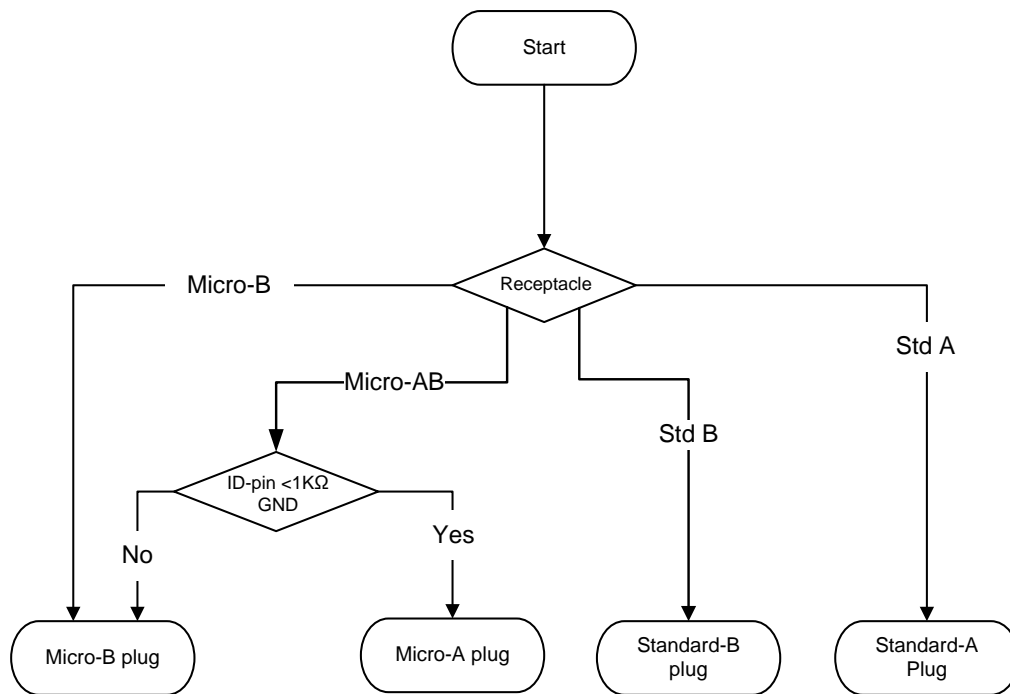 Start
Receptacle
Micro-B
Std A
Micro-AB
Std B
ID-pin <1KΩ
GND
Yes
No
Micro-B plug
Micro-A plug
Standard-B
plug
Standard-A
Plug